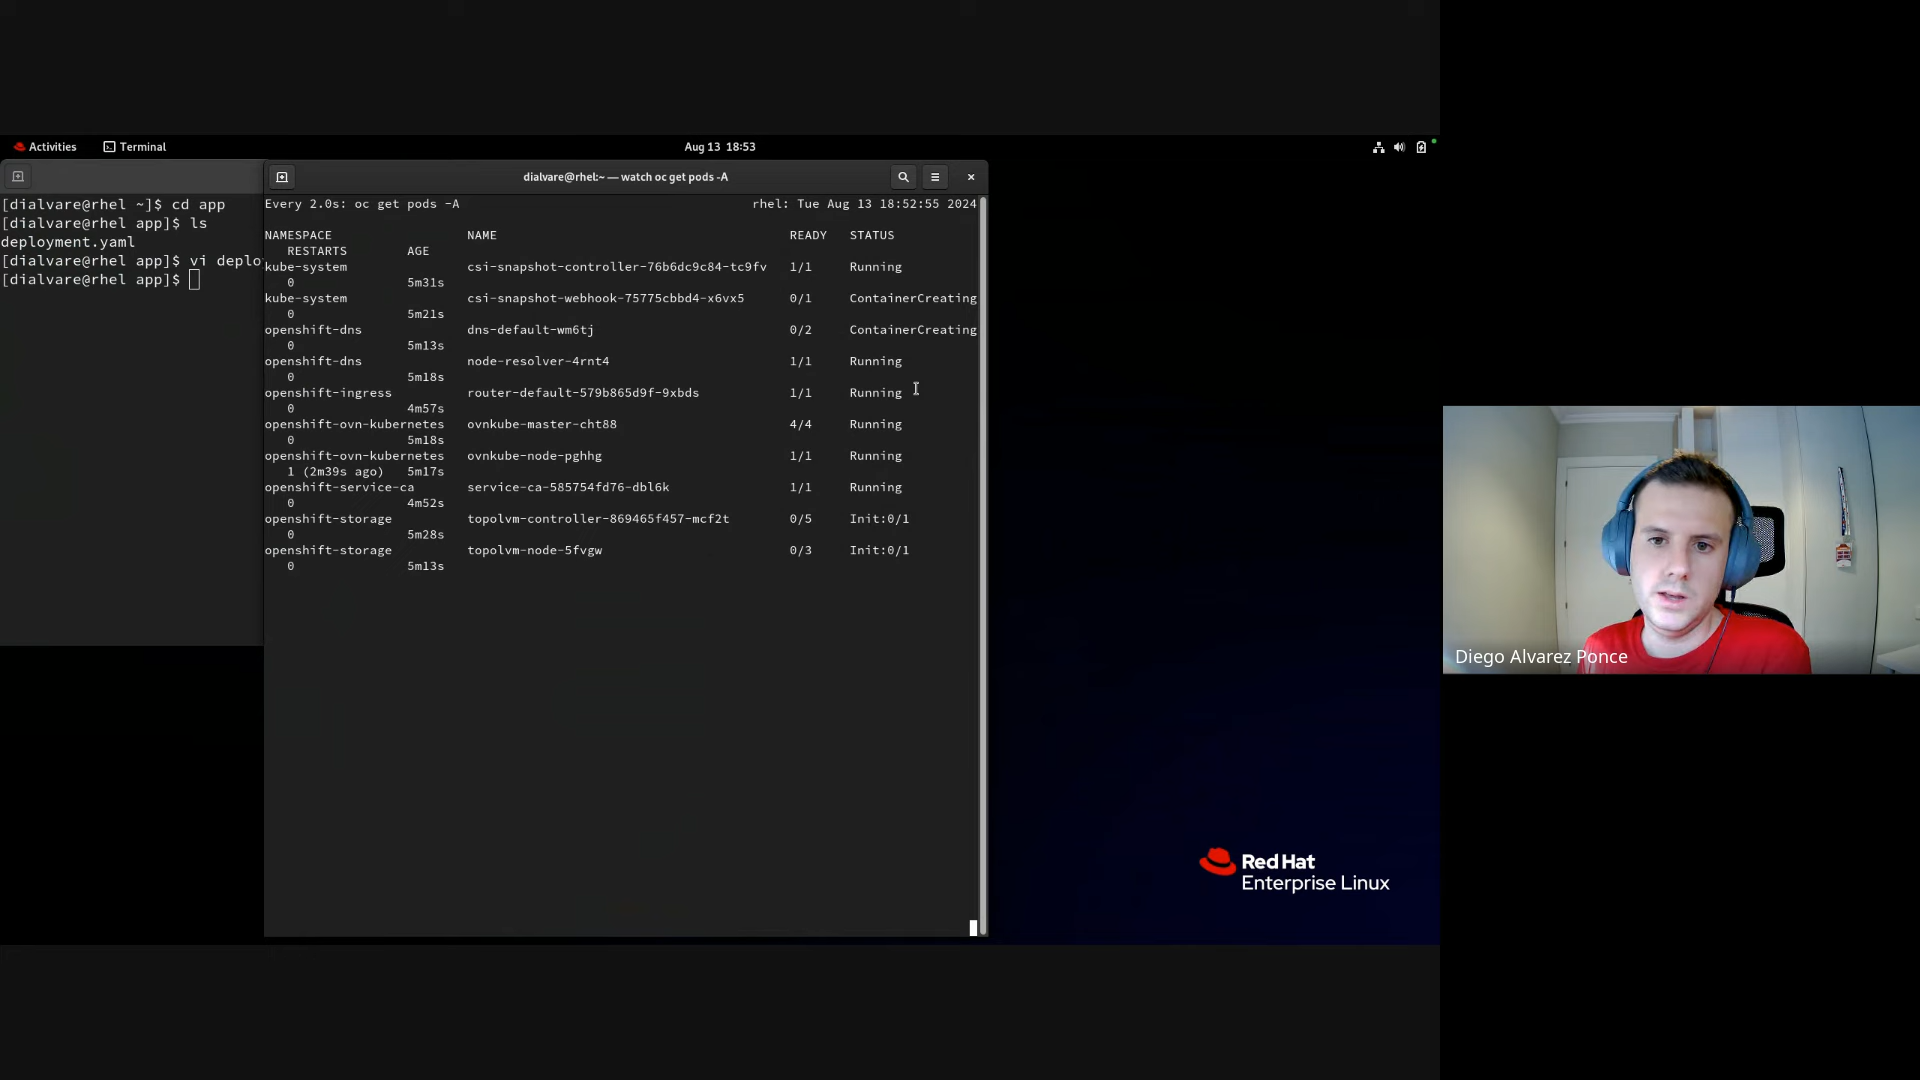 Activities Terminal Aug 13 18:53
[dialvare@rhel ~]$ cd app
[dialvare@rhel app]$ ls
deployment.yaml
[dialvare@rhel app]$ vi deplo
[dialvare@rhel app]$
dialvare@rhel:~ — watch oc get pods -A
Every 2.0s: oc get pods -A rhel: Tue Aug 13 18:52:55 2024
NAMESPACE NAME READY STATUS
RESTARTS AGE
kube-system csi-snapshot-controller-76b6dc9c84-tc9fv 1/1 Running
0 5m31s
kube-system csi-snapshot-webhook-75775cbbd4-x6vx5 0/1 ContainerCreating
0 5m21s
openshift-dns dns-default-wm6tj 0/2 ContainerCreating
0 5m13s
openshift-dns node-resolver-4rnt4 1/1 Running
0 5m18s
openshift-ingress router-default-579b865d9f-9xbds 1/1 Running
0 4m57s
openshift-ovn-kubernetes ovnkube-master-cht88 4/4 Running
0 5m18s
openshift-ovn-kubernetes ovnkube-node-pghhg 1/1 Running
1 (2m39s ago) 5m17s
openshift-service-ca service-ca-585754fd76-dbl6k 1/1 Running
0 4m52s
openshift-storage topolvm-controller-869465f457-mcf2t 0/5 Init:0/1
0 5m28s
openshift-storage topolvm-node-5fvgw 0/3 Init:0/1
0 5m13s
Red Hat
Enterprise Linux
Diego Alvarez Ponce